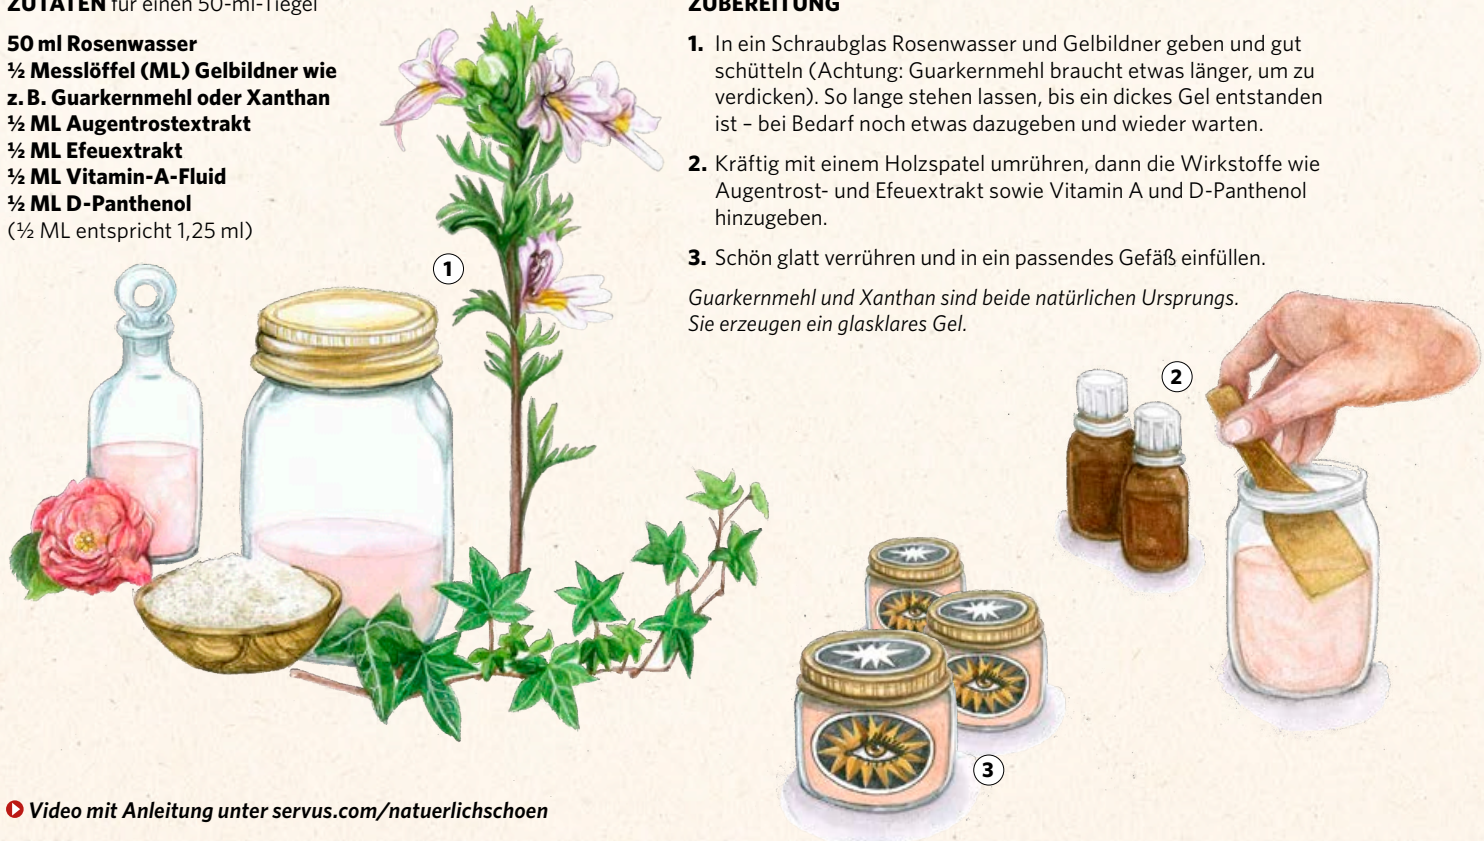 ZUTATEN für einen 50-ml-Tiegel
50 ml Rosenwasser
½ Messlöffel (ML) Gelbildner wie
z. B. Guarkernmehl oder Xanthan
½ ML Augentrostextrakt
½ ML Efeuextrakt
½ ML Vitamin-A-Fluid
½ ML D-Panthenol
(½ ML entspricht 1,25 ml)
1
ZUBEREITUNG
1. In ein Schraubglas Rosenwasser und Gelbildner geben und gut
schütteln (Achtung: Guarkernmehl braucht etwas länger, um zu
verdicken). So lange stehen lassen, bis ein dickes Gel entstanden
ist – bei Bedarf noch etwas dazugeben und wieder warten.
2. Kräftig mit einem Holzspatel umrühren, dann die Wirkstoffe wie
Augentrost- und Efeuextrakt sowie Vitamin A und D-Panthenol
hinzugeben.
3. Schön glatt verrühren und in ein passendes Gefäß einfüllen.
Guarkernmehl und Xanthan sind beide natürlichen Ursprungs.
Sie erzeugen ein glasklares Gel.
2
3
Video mit Anleitung unter servus.com/natuerlichschoen